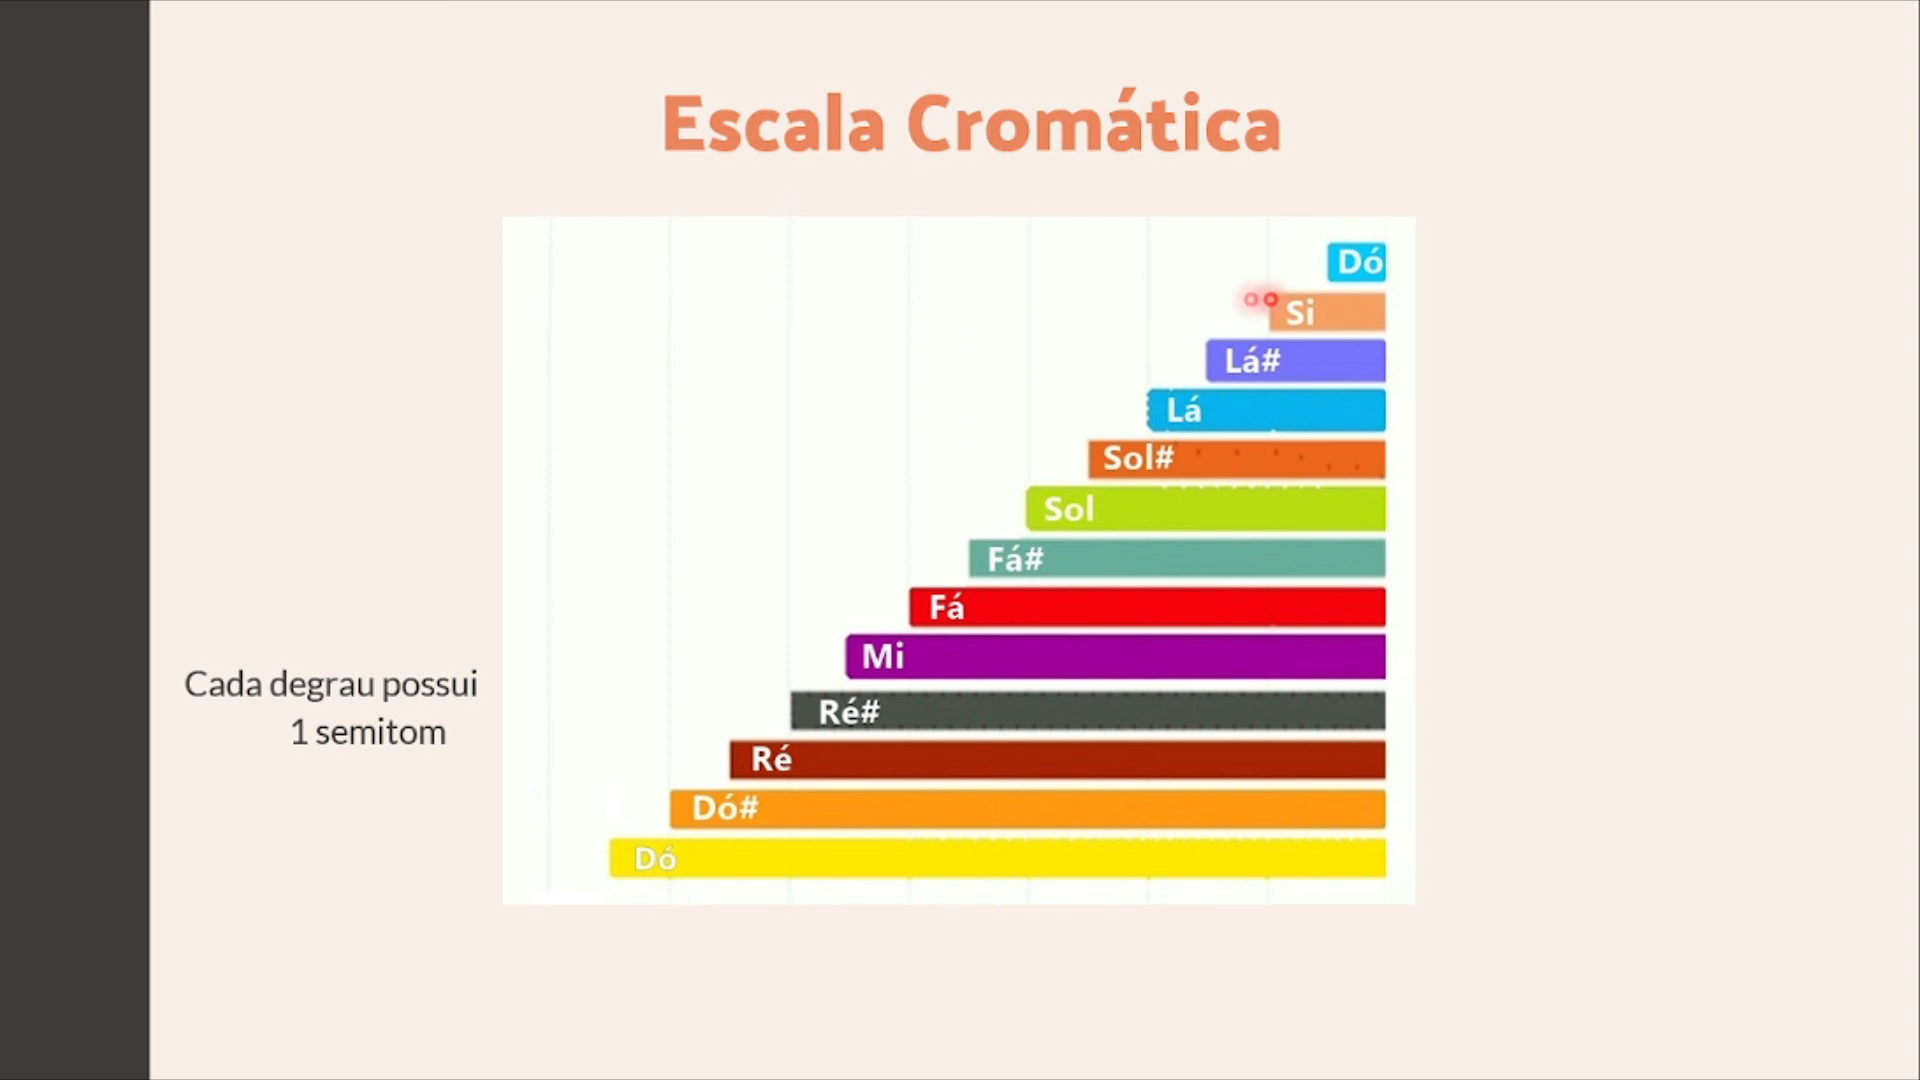 Escala Cromática
Dó
Si
Lá#
Lá
Sol#
Sol
Fá#
Fá
Mi
Ré#
Ré
Dó#
Dó
Cada degrau possui
1 semitom